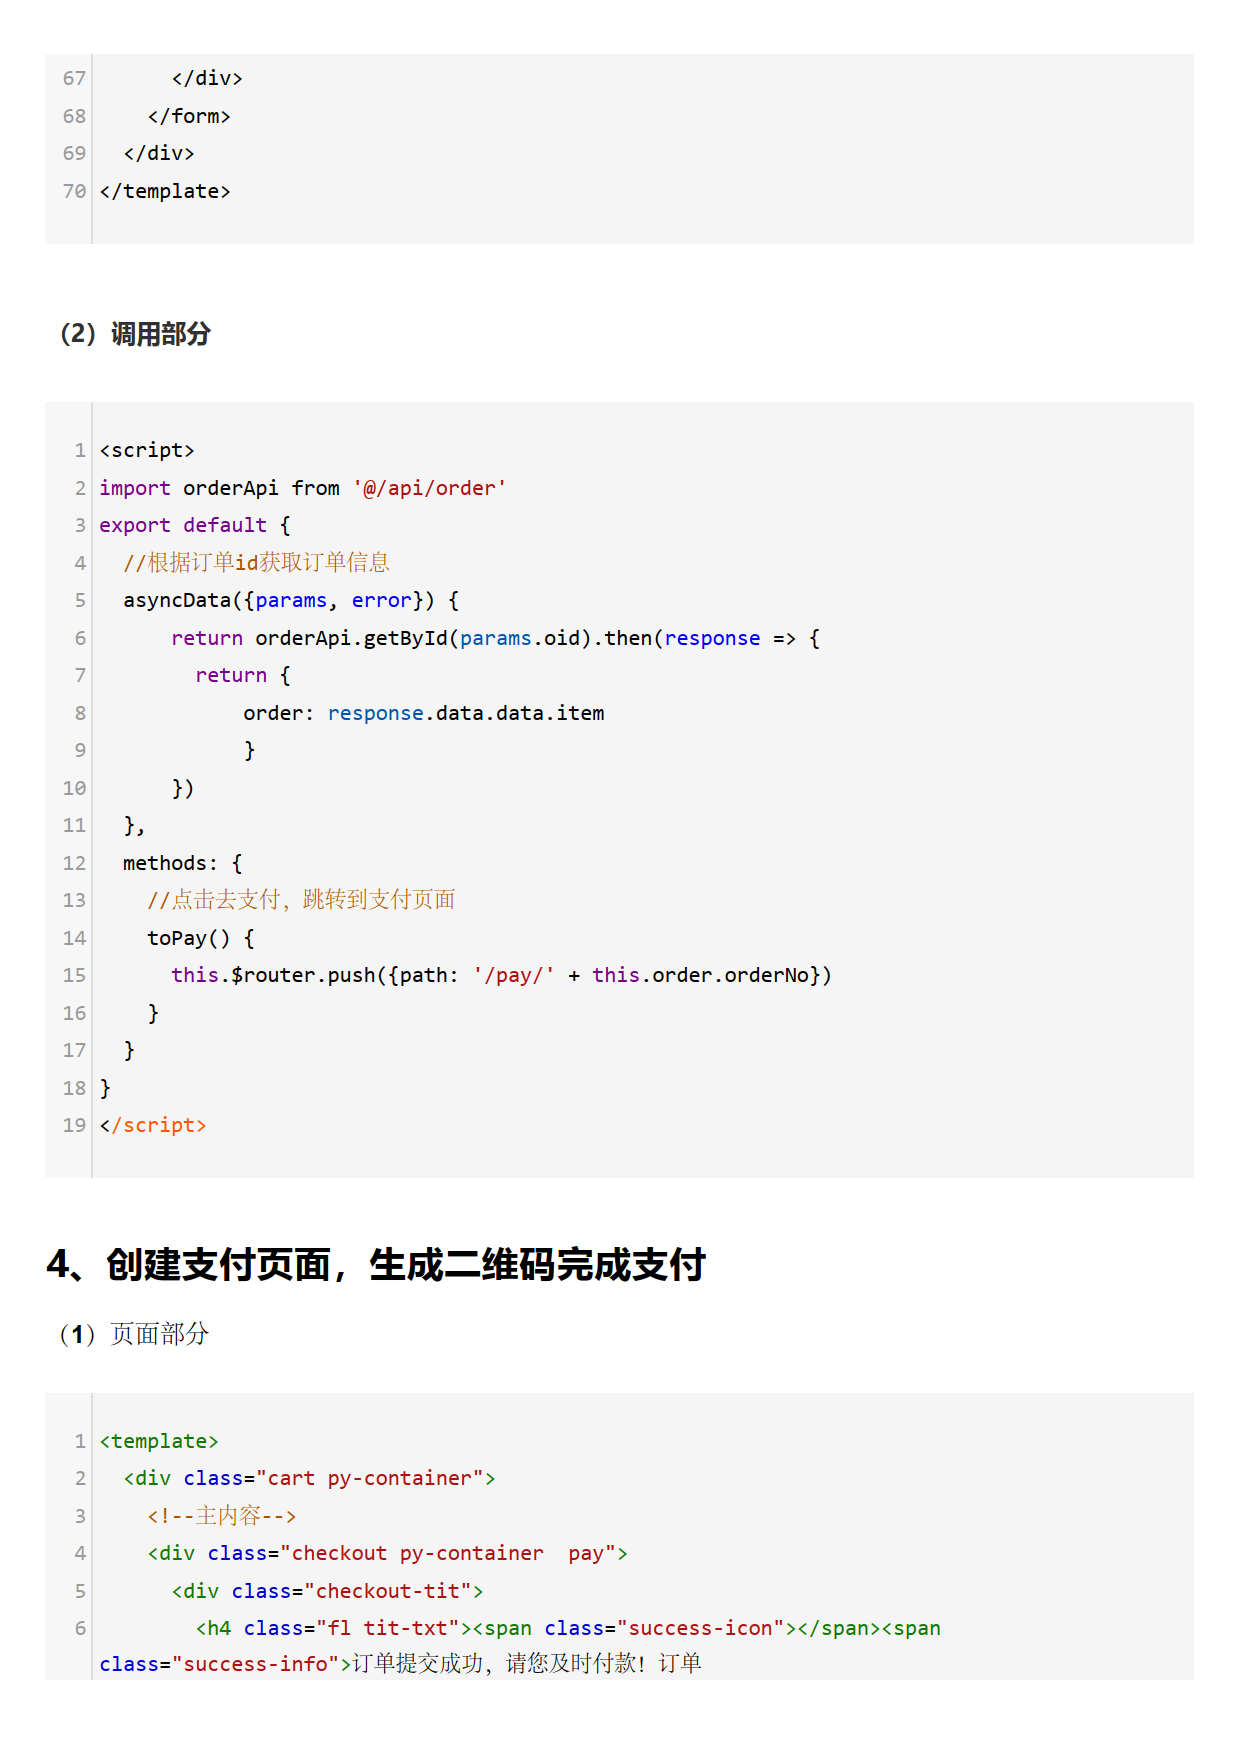 67       </div>
68     </form>
69   </div>
70 </template>
（2）调用部分
1 <script>
2 import orderApi from '@/api/order'
3 export default {
4   //根据订单id获取订单信息
5   asyncData({params, error}) {
6       return orderApi.getById(params.oid).then(response => {
7         return {
8             order: response.data.data.item
9             }
10       })
11   },
12   methods: {
13     //点击去支付，跳转到支付页面
14     toPay() {
15       this.$router.push({path: '/pay/' + this.order.orderNo})
16     }
17   }
18 }
19 </script>
4、创建支付页面，生成二维码完成支付
（1）页面部分
1 <template>
2   <div class="cart py-container">
3     <!--主内容-->
4     <div class="checkout py-container  pay">
5       <div class="checkout-tit">
6         <h4 class="fl tit-txt"><span class="success-icon"></span><span
class="success-info">订单提交成功，请您及时付款！订单